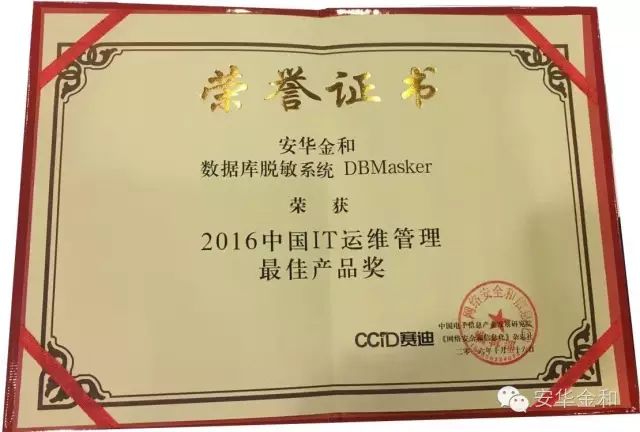 荣誉证书
安华金和
数据库脱敏系统 DBMasker
荣 获
2016中国IT运维管理
最佳产品奖
CCID赛迪
中国电子信息产业发展研究院
《网络安全和信息化》杂志社
二〇一六年十月二十六日
网络安全和信息化
安华金和